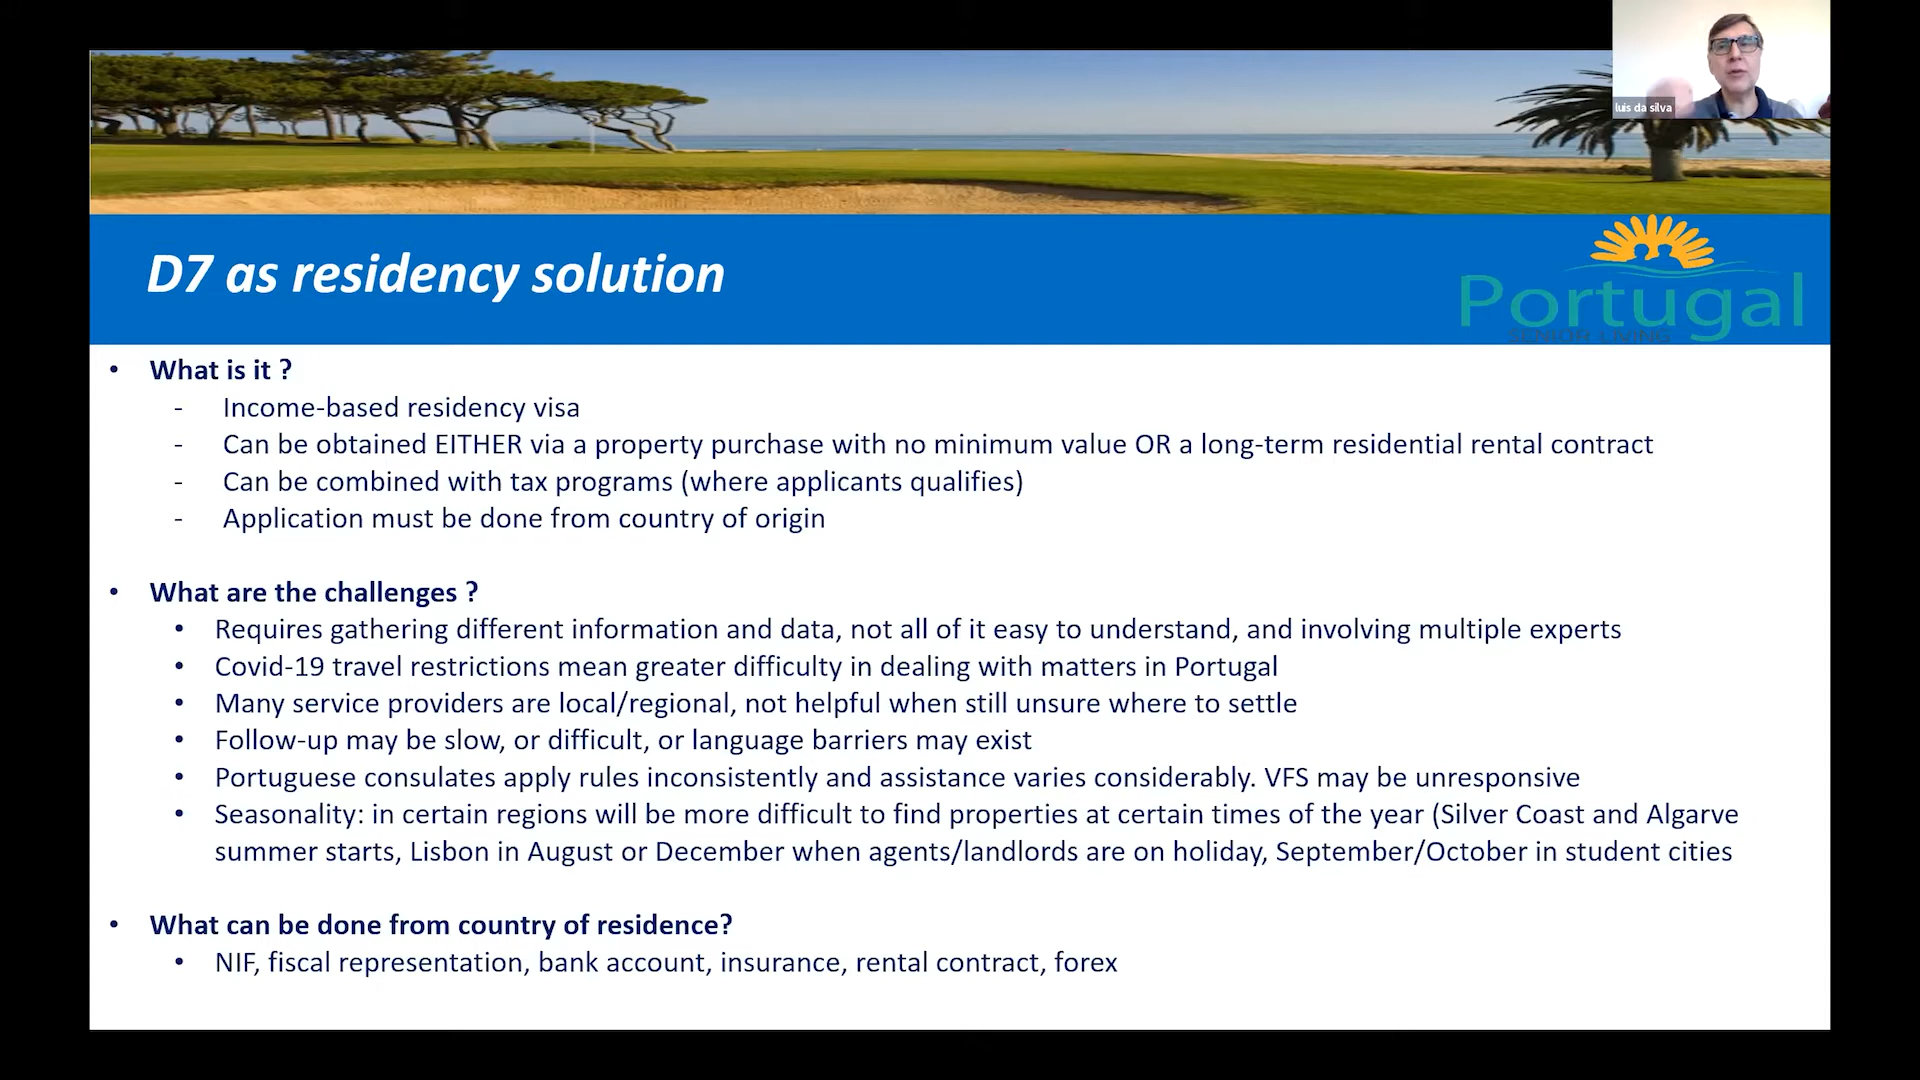 luis da silva
D7 as residency solution
Portugal
SENIOR LIVING
• What is it ?
- Income-based residency visa
- Can be obtained EITHER via a property purchase with no minimum value OR a long-term residential rental contract
- Can be combined with tax programs (where applicants qualifies)
- Application must be done from country of origin
• What are the challenges ?
• Requires gathering different information and data, not all of it easy to understand, and involving multiple experts
• Covid-19 travel restrictions mean greater difficulty in dealing with matters in Portugal
• Many service providers are local/regional, not helpful when still unsure where to settle
• Follow-up may be slow, or difficult, or language barriers may exist
• Portuguese consulates apply rules inconsistently and assistance varies considerably. VFS may be unresponsive
• Seasonality: in certain regions will be more difficult to find properties at certain times of the year (Silver Coast and Algarve
summer starts, Lisbon in August or December when agents/landlords are on holiday, September/October in student cities
• What can be done from country of residence?
• NIF, fiscal representation, bank account, insurance, rental contract, forex